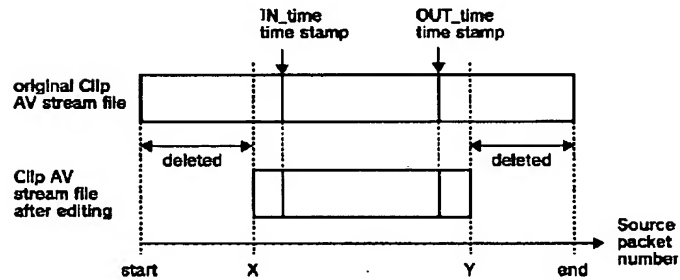 IN_time
time stamp
OUT_time
time stamp
original Clip
AV stream file
deleted
deleted
Clip AV
stream file
after editing
Source
packet
number
start
X
Y
end